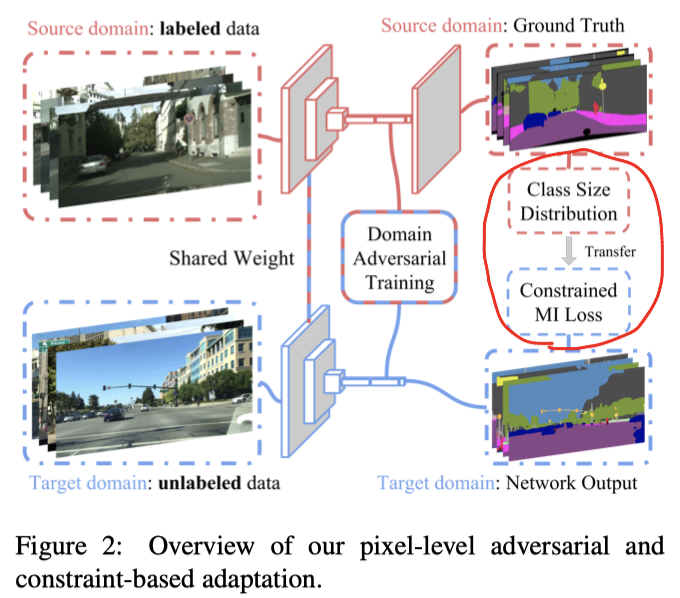 Source domain: labeled data
Source domain: Ground Truth
Class Size
Distribution
Transfer
Domain
Adversarial
Training
Shared Weight
Constrained
MI Loss
Target domain: unlabeled data
Target domain: Network Output
Figure 2: Overview of our pixel-level adversarial and
constraint-based adaptation.